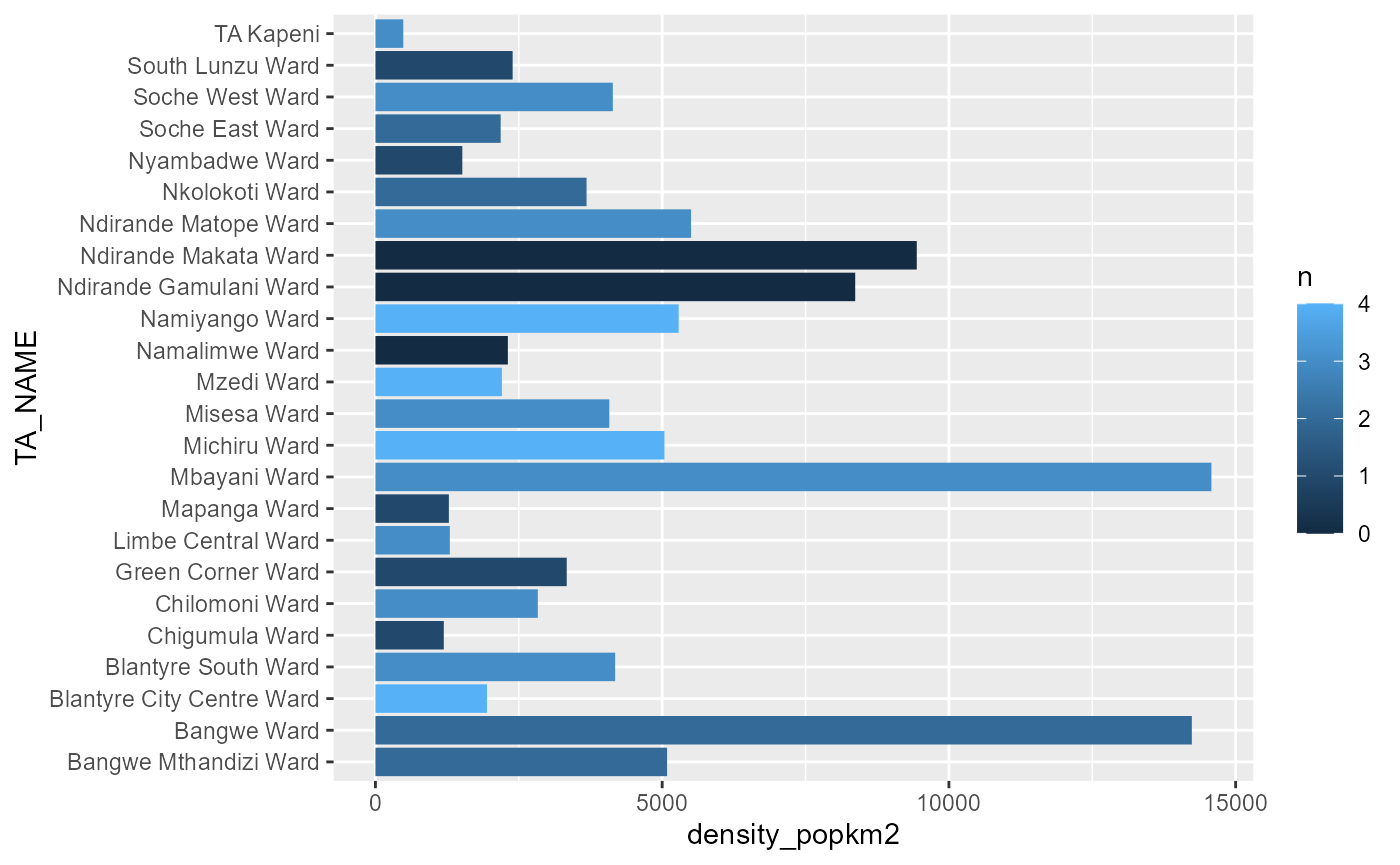 TA_NAME
TA Kapeni
South Lunzu Ward
Soche West Ward
Soche East Ward
Nyambadwe Ward
Nkolokoti Ward
Ndirande Matope Ward
Ndirande Makata Ward
Ndirande Gamulani Ward
Namiyango Ward
Namalimwe Ward
Mzedi Ward
Misesa Ward
Michiru Ward
Mbayani Ward
Mapanga Ward
Limbe Central Ward
Green Corner Ward
Chilomoni Ward
Chigumula Ward
Blantyre South Ward
Blantyre City Centre Ward
Bangwe Ward
Bangwe Mthandizi Ward
0 5000 10000 15000
density_popkm2
n
4
3
2
1
0